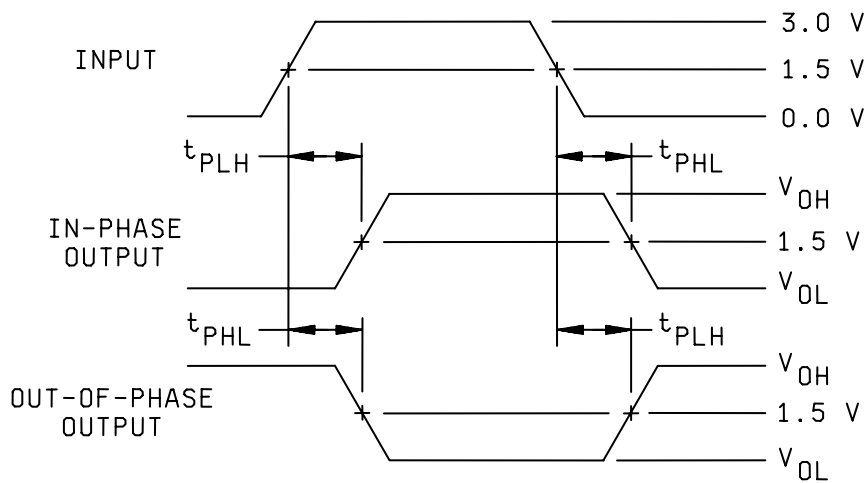 INPUT
3.0 V
1.5 V
0.0 V
tPLH
tPHL
IN-PHASE
OUTPUT
VOH
1.5 V
VOL
tPHL
tPLH
OUT-OF-PHASE
OUTPUT
VOH
1.5 V
VOL